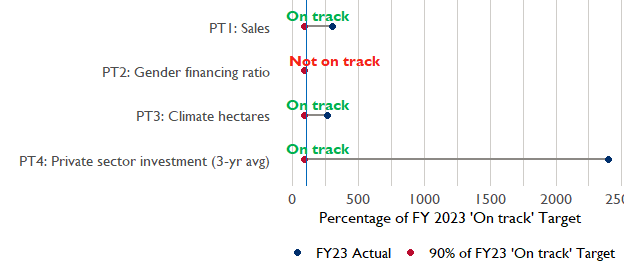 On track
PT1: Sales
Not on track
PT2: Gender financing ratio
On track
PT3: Climate hectares
On track
PT4: Private sector investment (3-yr avg)
0 500 1000 1500 2000 250
Percentage of FY 2023 'On track' Target
FY23 Actual 90% of FY23 'On track' Target